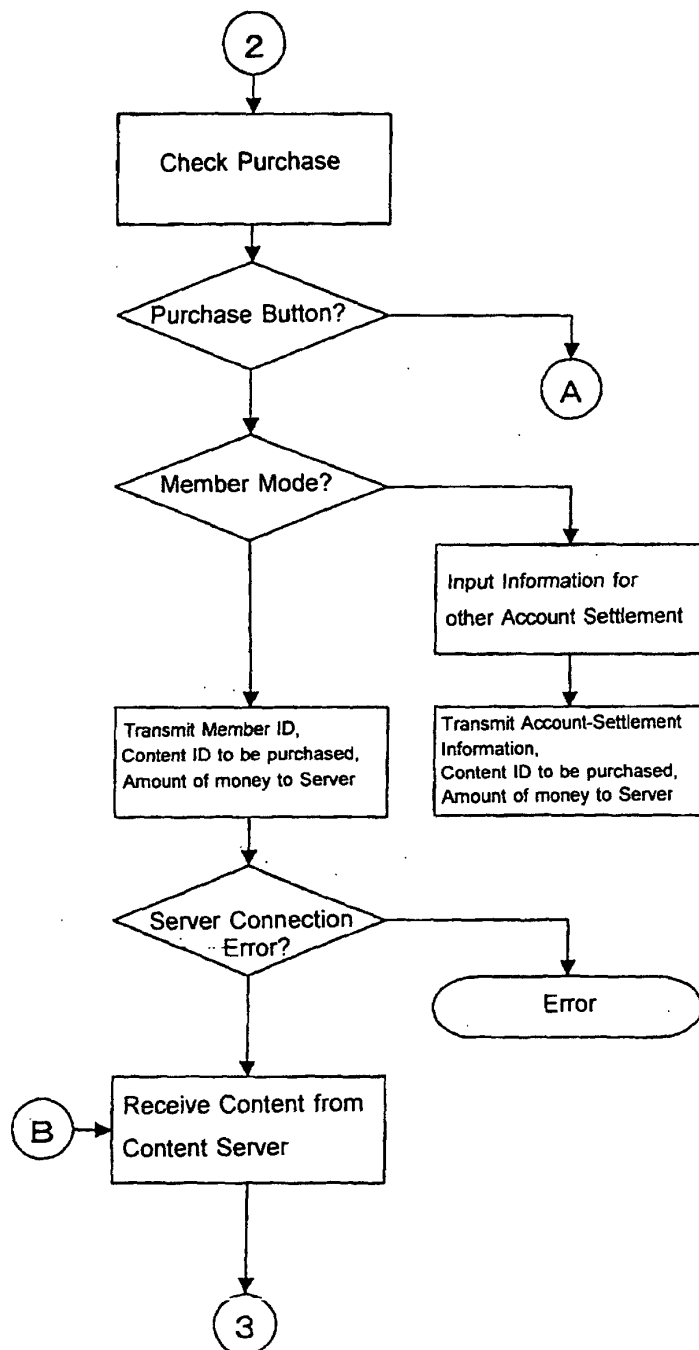 2
Check Purchase
Purchase Button?
A
Member Mode?
Input Information for
other Account Settlement
Transmit Member ID,
Content ID to be purchased,
Amount of money to Server
Transmit Account-Settlement
Information,
Content ID to be purchased,
Amount of money to Server
Server Connection
Error?
Error
B
Receive Content from
Content Server
3